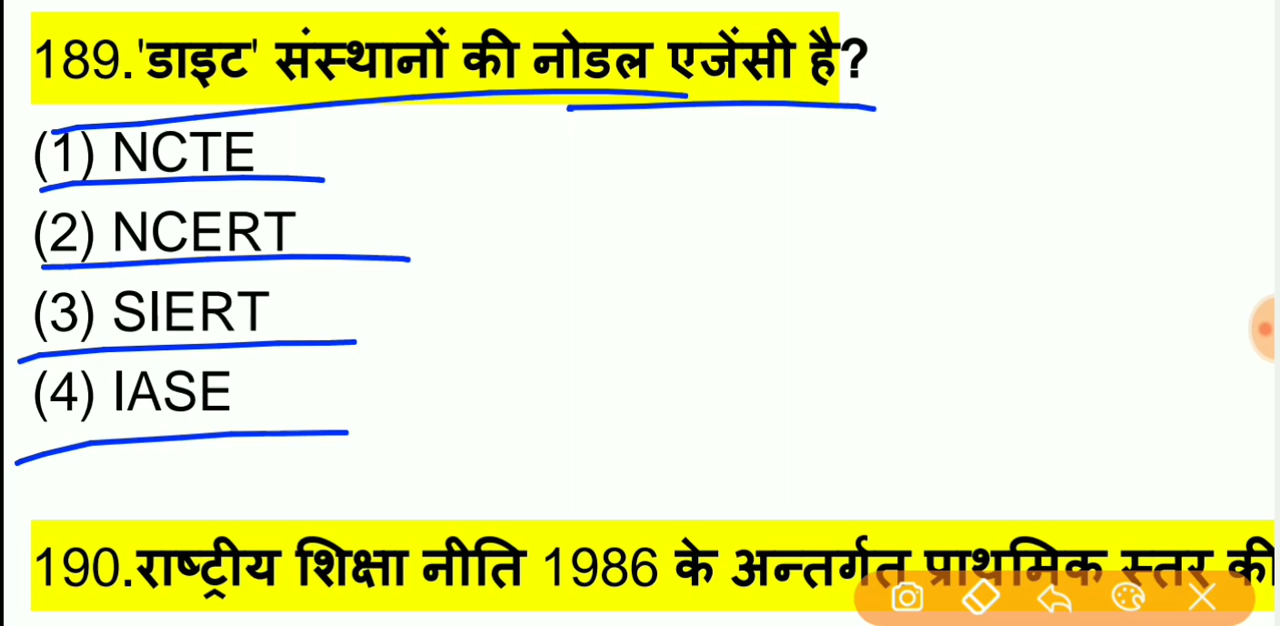 189.'डाइट' संस्थानों की नोडल एजेंसी है?
(1) NCTE
(2) NCERT
(3) SIERT
(4) IASE
190.राष्ट्रीय शिक्षा नीति 1986 के अन्तर्गत प्राथमिक स्तर की